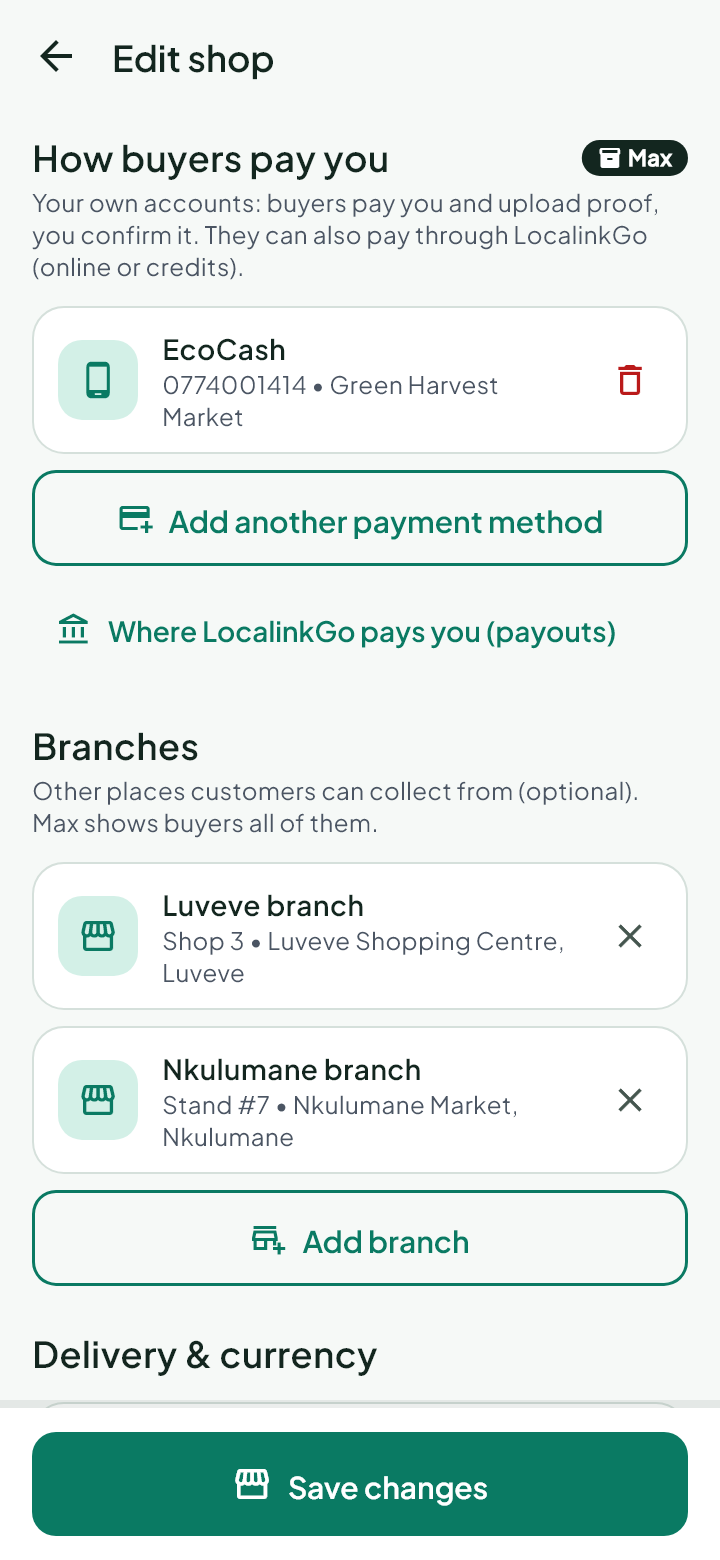 Edit shop
How buyers pay you
Max
Your own accounts: buyers pay you and upload proof,
you confirm it. They can also pay through LocalinkGo
(online or credits).
EcoCash
0774001414 • Green Harvest
Market
Add another payment method
Where LocalinkGo pays you (payouts)
Branches
Other places customers can collect from (optional).
Max shows buyers all of them.
Luveve branch
Shop 3 • Luveve Shopping Centre,
Luveve
Nkulumane branch
Stand #7 • Nkulumane Market,
Nkulumane
Add branch
Delivery & currency
Save changes